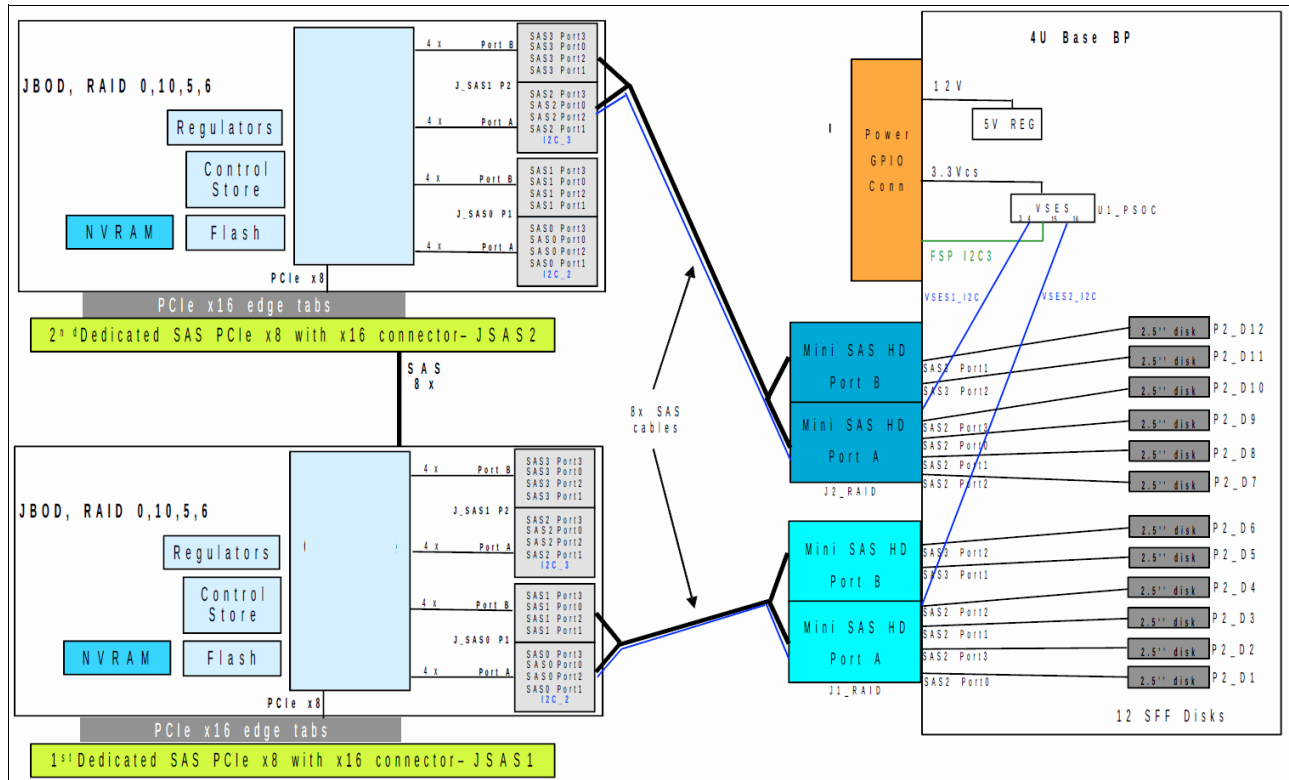 JBOD, RAID 0,10,5,6
Regulators
Control
Store
NVRAM
Flash
PCIe x8
4 x Port B
4 x Port A
4 x Port B
4 x Port A
J_SAS1 P2
J_SAS0 P1
SAS3 Port3
SAS3 Port0
SAS3 Port2
SAS3 Port1
SAS2 Port3
SAS2 Port0
SAS2 Port2
SAS2 Port1
I2C_3
SAS1 Port3
SAS1 Port0
SAS1 Port2
SAS1 Port1
SAS0 Port3
SAS0 Port0
SAS0 Port2
SAS0 Port1
I2C_2
PCIe x16 edge tabs
2nd Dedicated SAS PCIe x8 with x16 connector– JSAS2
SAS
8 x
JBOD, RAID 0,10,5,6
Regulators
Control
Store
NVRAM
Flash
PCIe x8
4 x Port B
4 x Port A
4 x Port B
4 x Port A
J_SAS1 P2
J_SAS0 P1
SAS3 Port3
SAS3 Port0
SAS3 Port2
SAS3 Port1
SAS2 Port3
SAS2 Port0
SAS2 Port2
SAS2 Port1
I2C_3
SAS1 Port3
SAS1 Port0
SAS1 Port2
SAS1 Port1
SAS0 Port3
SAS0 Port0
SAS0 Port2
SAS0 Port1
I2C_2
PCIe x16 edge tabs
1st Dedicated SAS PCIe x8 with x16 connector– JSAS1
8x SAS
cables
4U Base BP
Power
GPIO
Conn
12V
5V REG
3.3Vcs
VSES
3 4 15 16
U1_PSOC
FSP I2C3
VSES1_I2C
VSES2_I2C
Mini SAS HD
Port B
Mini SAS HD
Port A
J2_RAID
SAS3 Port1
SAS3 Port2
SAS2 Port3
SAS2 Port0
SAS2 Port1
SAS2 Port2
2.5'' disk P2_D12
2.5'' disk P2_D11
2.5'' disk P2_D10
2.5'' disk P2_D9
2.5'' disk P2_D8
2.5'' disk P2_D7
Mini SAS HD
Port B
Mini SAS HD
Port A
J1_RAID
SAS3 Port2
SAS3 Port1
SAS2 Port2
SAS2 Port1
SAS2 Port3
SAS2 Port0
2.5'' disk P2_D6
2.5'' disk P2_D5
2.5'' disk P2_D4
2.5'' disk P2_D3
2.5'' disk P2_D2
2.5'' disk P2_D1
12 SFF Disks